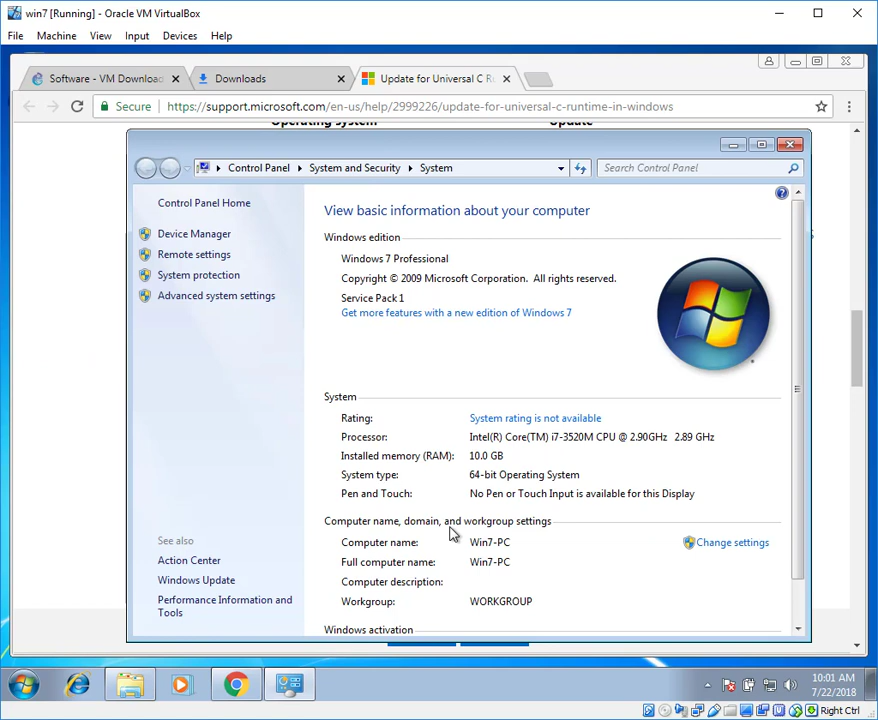 win7 [Running] - Oracle VM VirtualBox
File Machine View Input Devices Help
Software - VM Download
Downloads
Update for Universal C Ru
Secure https://support.microsoft.com/en-us/help/2999226/update-for-universal-c-runtime-in-windows
Operating system Update
Control Panel System and Security System Search Control Panel
Control Panel Home
Device Manager
Remote settings
System protection
Advanced system settings
See also
Action Center
Windows Update
Performance Information and
Tools
View basic information about your computer
Windows edition
Windows 7 Professional
Copyright © 2009 Microsoft Corporation. All rights reserved.
Service Pack 1
Get more features with a new edition of Windows 7
System
Rating: System rating is not available
Processor: Intel(R) Core(TM) i7-3520M CPU @ 2.90GHz 2.89 GHz
Installed memory (RAM): 10.0 GB
System type: 64-bit Operating System
Pen and Touch: No Pen or Touch Input is available for this Display
Computer name, domain, and workgroup settings
Computer name: Win7-PC Change settings
Full computer name: Win7-PC
Computer description:
Workgroup: WORKGROUP
Windows activation
10:01 AM
7/22/2018
Right Ctrl